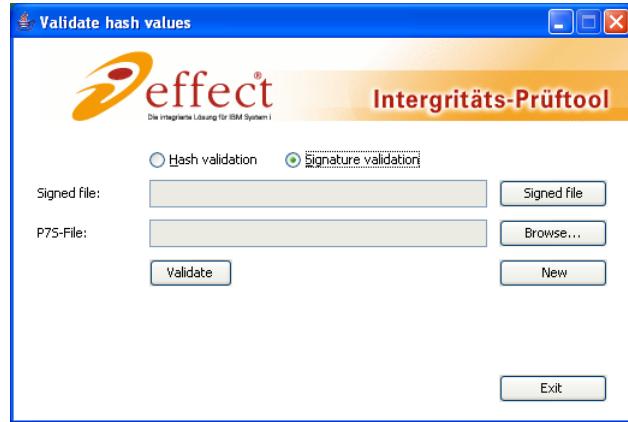 Validate hash values
effect®
Die integrierte Lösung für IBM System i
Intergritäts-Prüftool
Hash validation
Signature validation
Signed file:
Signed file
P7S-File:
Browse...
Validate
New
Exit